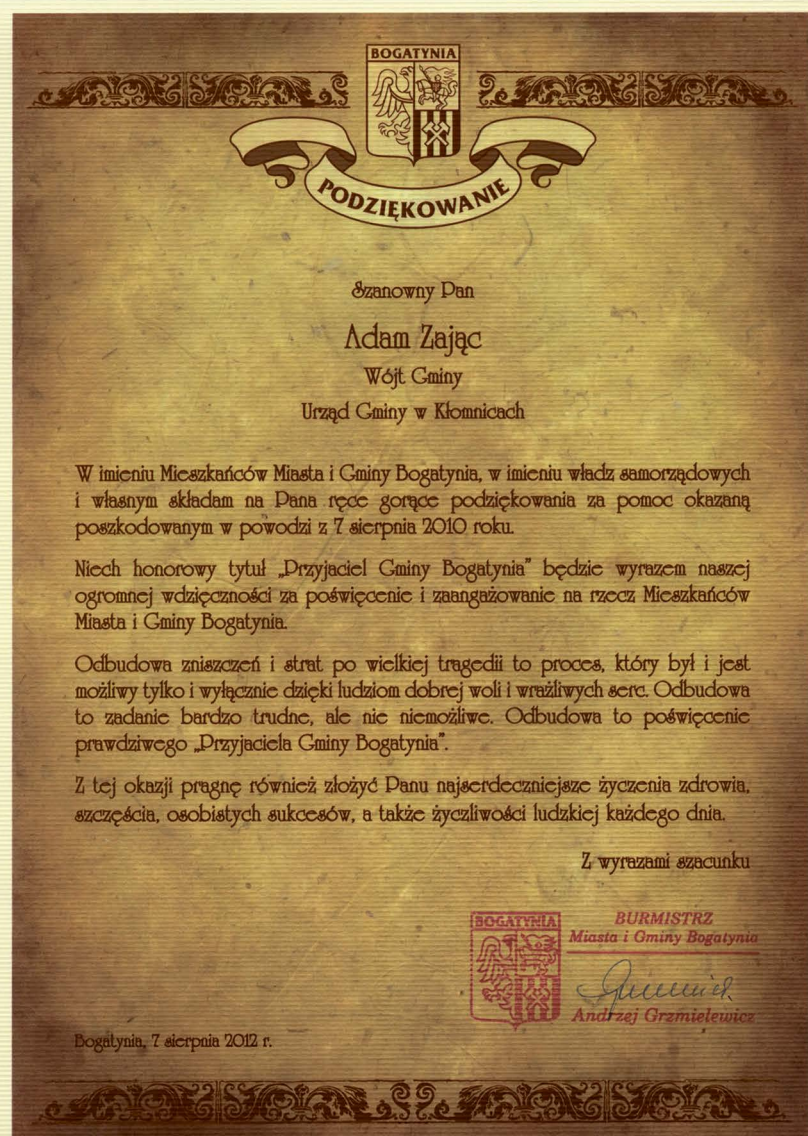 BOGATYNIA
PODZIĘKOWANIE
Szanowny Pan
Adam Zając
Wójt Gminy
Urząd Gminy w Kłomnicach
W imieniu Mieszkańców Miasta i Gminy Bogatynia, w imieniu władz samorządowych
i własnym składam na Pana ręce gorące podziękowania za pomoc okazaną
poszkodowanym w powodzi z 7 sierpnia 2010 roku.
Niech honorowy tytuł „Przyjaciel Gminy Bogatynia” będzie wyrazem naszej
ogromnej wdzięczności za poświęcenie i zaangażowanie na rzecz Mieszkańców
Miasta i Gminy Bogatynia.
Odbudowa zniszczeń i strat po wielkiej tragedii to proces, który był i jest
możliwy tylko i wyłącznie dzięki ludziom dobrej woli i wrażliwych serc. Odbudowa
to zadanie bardzo trudne, ale nie niemożliwe. Odbudowa to poświęcenie
prawdziwego „Przyjaciela Gminy Bogatynia”.
Z tej okazji pragnę również złożyć Panu najserdeczniejsze życzenia zdrowia,
szczęścia, osobistych sukcesów, a także życzliwości ludzkiej każdego dnia.
Z wyrazami szacunku
BOGATYNIA
BURMISTRZ
Miasta i Gminy Bogatynia
Andrzej Grzmielewicz
Bogatynia, 7 sierpnia 2012 r.